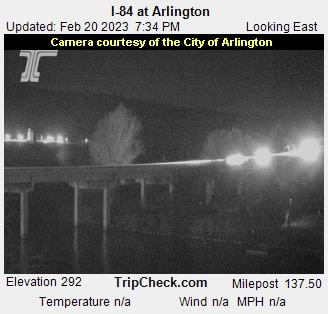 I-84 at Arlington
Updated: Feb 20 2023 7:34 PM Looking East
Camera courtesy of the City of Arlington
Elevation 292 TripCheck.com Milepost 137.50
Temperature n/a Wind n/a MPH n/a